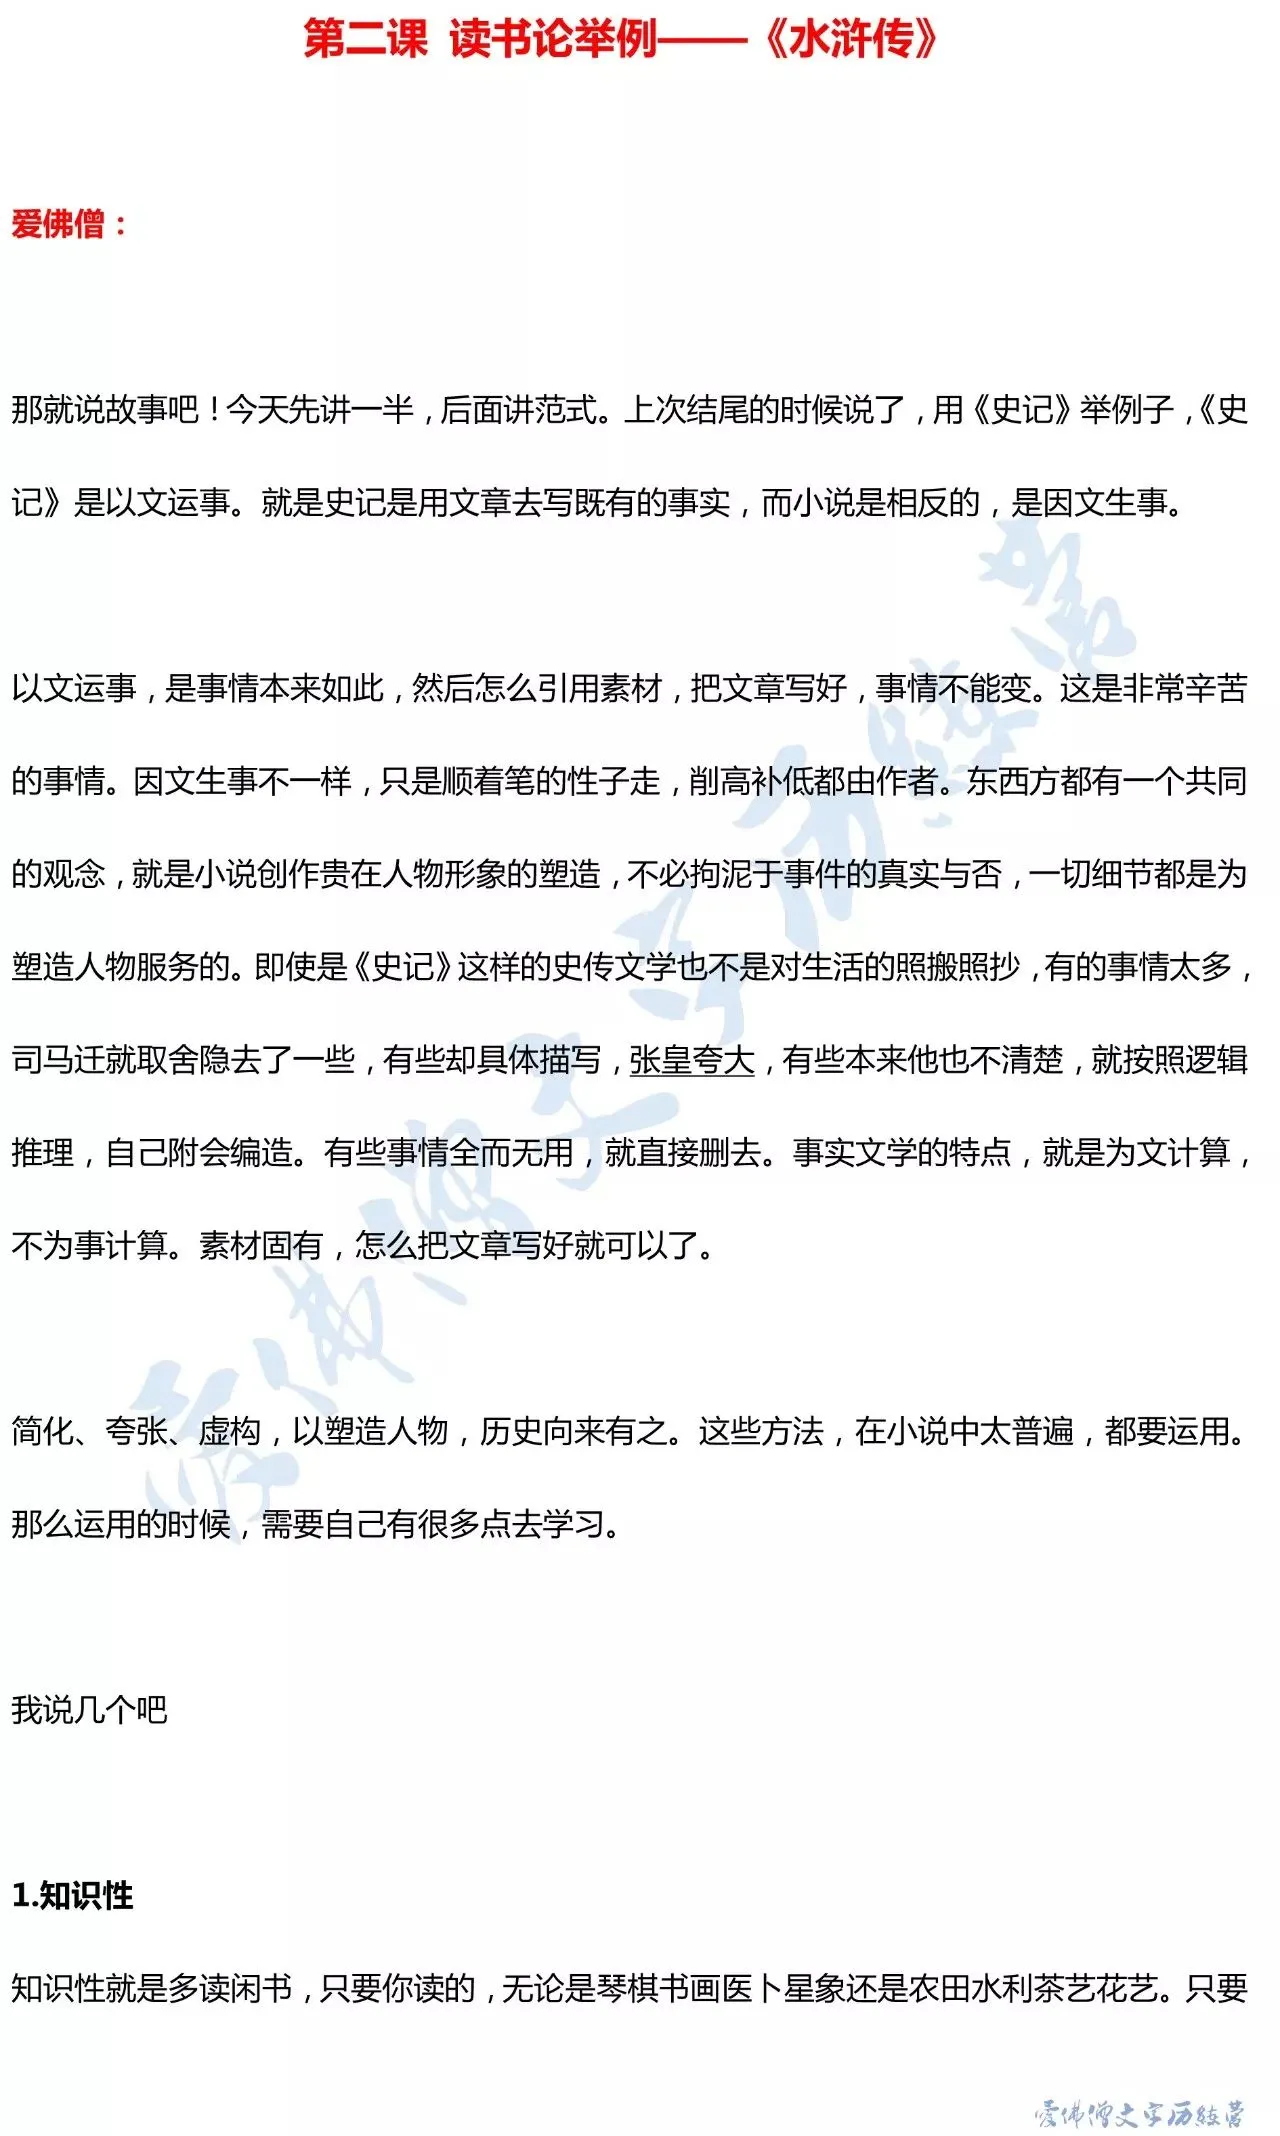 第二课 读书论举例——《水浒传》
爱佛僧：
那就说故事吧！今天先讲一半，后面讲范式。上次结尾的时候说了，用《史记》举例子，《史
记》是以文运事。就是史记是用文章去写既有的事实，而小说是相反的，是因文生事。
以文运事，是事情本来如此，然后怎么引用素材，把文章写好，事情不能变。这是非常辛苦
的事情。因文生事不一样，只是顺着笔的性子走，削高补低都由作者。东西方都有一个共同
的观念，就是小说创作贵在人物形象的塑造，不必拘泥于事件的真实与否，一切细节都是为
塑造人物服务的。即使是《史记》这样的史传文学也不是对生活的照搬照抄，有的事情太多，
司马迁就取舍隐去了一些，有些却具体描写，张皇夸大，有些本来他也不清楚，就按照逻辑
推理，自己附会编造。有些事情全而无用，就直接删去。事实文学的特点，就是为文计算，
不为事计算。素材固有，怎么把文章写好就可以了。
简化、夸张、虚构，以塑造人物，历史向来有之。这些方法，在小说中太普遍，都要运用。
那么运用的时候，需要自己有很多点去学习。
我说几个吧
1.知识性
知识性就是多读闲书，只要你读的，无论是琴棋书画医卜星象还是农田水利茶艺花艺。只要
爱佛僧文字历练营
爱佛僧文字历练营